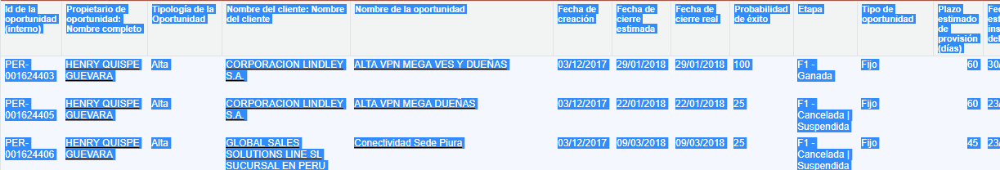 Id de la oportunidad (interno) Propietario de oportunidad: Nombre completo Tipología de la Oportunidad Nombre del cliente: Nombre del cliente Nombre de la oportunidad Fecha de creación Fecha de cierre estimada Fecha de cierre real Probabilidad de éxito Etapa Tipo de oportunidad Plazo estimado de provisión (días)
PER-001624403 HENRY QUISPE GUEVARA Alta CORPORACION LINDLEY S.A. ALTA VPN MEGA VES Y DUEÑAS 03/12/2017 29/01/2018 29/01/2018 100 F1 - Ganada Fijo 60 30/
PER-001624405 HENRY QUISPE GUEVARA Alta CORPORACION LINDLEY S.A. ALTA VPN MEGA DUEÑAS 03/12/2017 22/01/2018 22/01/2018 25 F1 - Cancelada | Suspendida Fijo 60 23/
PER-001624406 HENRY QUISPE GUEVARA Alta GLOBAL SALES SOLUTIONS LINE SL SUCURSAL EN PERU Conectividad Sede Piura 03/12/2017 09/03/2018 09/03/2018 25 F1 - Cancelada | Suspendida Fijo 45 23/